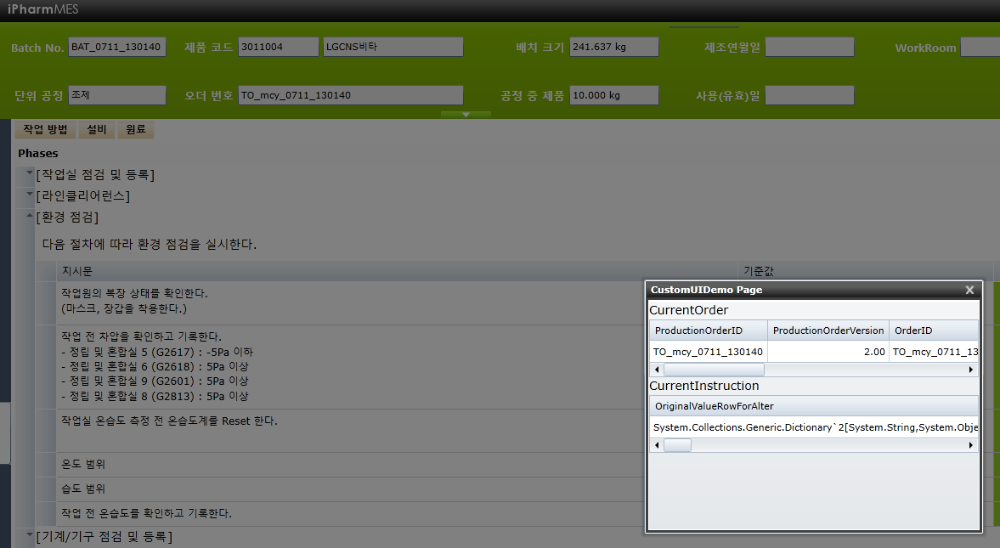 iPharmMES
Batch No. BAT_0711_130140 제품 코드 3011004 LGCNS비타 배치 크기 241.637 kg 제조연월일 WorkRoom
단위 공정 조제 오더 번호 TO_mcy_0711_130140 공정 중 제품 10.000 kg 사용(유효)일
작업 방법 설비 원료
Phases
[작업실 점검 및 등록]
[라인클리어런스]
[환경 점검]
다음 절차에 따라 환경 점검을 실시한다.
지시문 기준값
작업원의 복장 상태를 확인한다.
(마스크, 장갑을 착용한다.)
작업 전 차압을 확인하고 기록한다.
- 정립 및 혼합실 5 (G2617) : -5Pa 이하
- 정립 및 혼합실 6 (G2618) : 5Pa 이상
- 정립 및 혼합실 9 (G2601) : 5Pa 이상
- 정립 및 혼합실 8 (G2813) : 5Pa 이상
작업실 온습도 측정 전 온습도계를 Reset 한다.
온도 범위
습도 범위
작업 전 온습도를 확인하고 기록한다.
[기계/기구 점검 및 등록]
CustomUIDemo Page
CurrentOrder
ProductionOrderID ProductionOrderVersion OrderID
TO_mcy_0711_130140 2.00 TO_mcy_0711_13
CurrentInstruction
OriginalValueRowForAlter
System.Collections.Generic.Dictionary`2[System.String,System.Obje